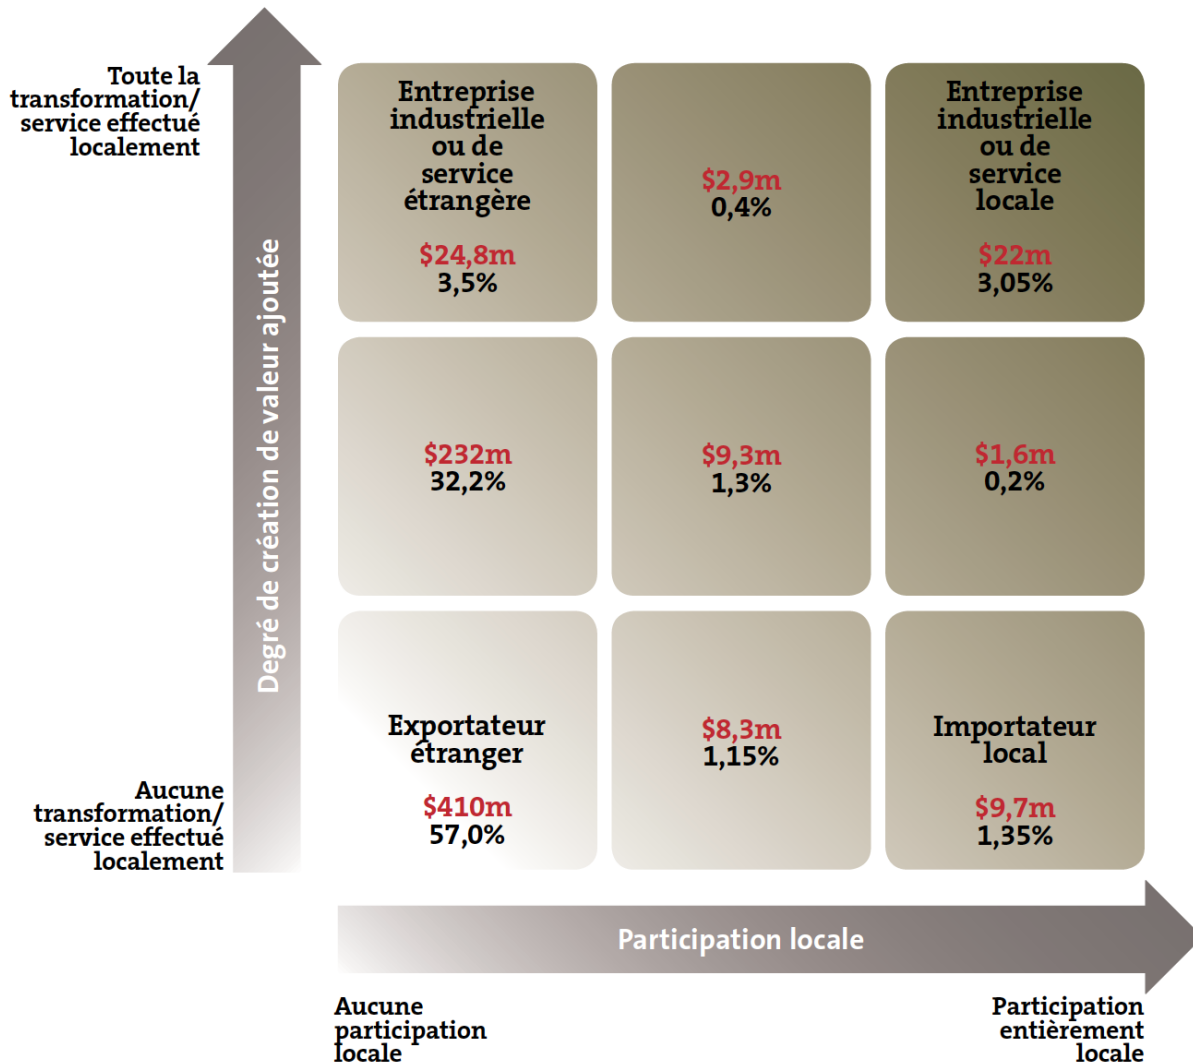 Toute la
transformation/
service effectué
localement
Degré de création de valeur ajoutée
Aucune
transformation/
service effectué
localement
Entreprise
industrielle
ou de
service
étrangère
$24,8m
3,5%
$2,9m
0,4%
Entreprise
industrielle
ou de
service
locale
$22m
3,05%
$232m
32,2%
$9,3m
1,3%
$1,6m
0,2%
Exportateur
étranger
$410m
57,0%
$8,3m
1,15%
Importateur
local
$9,7m
1,35%
Participation locale
Aucune
participation
locale
Participation
entièrement
locale